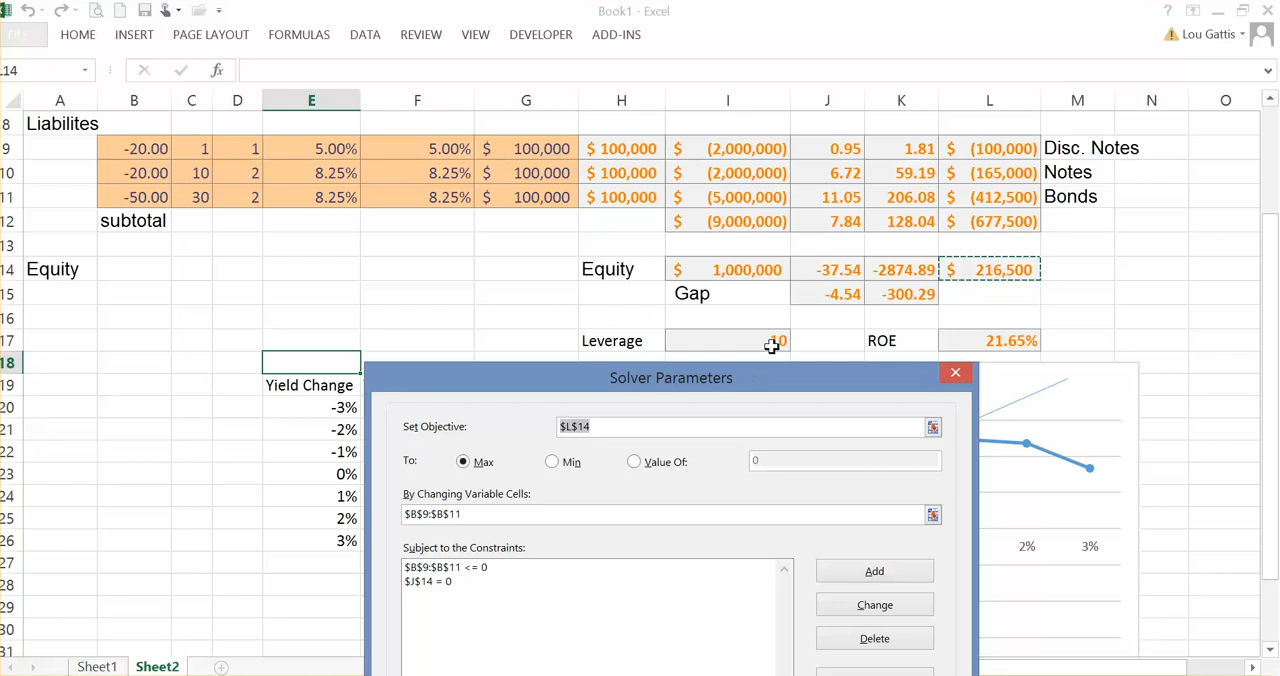 Book1 - Excel
?
FILE
HOME INSERT PAGE LAYOUT FORMULAS DATA REVIEW VIEW DEVELOPER ADD-INS
Lou Gattis
L14
fx
A B C D E F G H I J K L M N O
8 Liabilites
9 -20.00 1 1 5.00% 5.00% $ 100,000 $ 100,000 $ (2,000,000) 0.95 1.81 $ (100,000) Disc. Notes
10 -20.00 10 2 8.25% 8.25% $ 100,000 $ 100,000 $ (2,000,000) 6.72 59.19 $ (165,000) Notes
11 -50.00 30 2 8.25% 8.25% $ 100,000 $ 100,000 $ (5,000,000) 11.05 206.08 $ (412,500) Bonds
12 subtotal $ (9,000,000) 7.84 128.04 $ (677,500)
13
14 Equity Equity $ 1,000,000 -37.54 -2874.89 $ 216,500
15 Gap -4.54 -300.29
16
17 Leverage 10 ROE 21.65%
18
19 Yield Change
20 -3%
21 -2%
22 -1%
23 0%
24 1%
25 2%
26 3%
27
28
29
30
31
Solver Parameters
Set Objective: $L$14
To: Max Min Value Of: 0
By Changing Variable Cells:
$B$9:$B$11
Subject to the Constraints:
$B$9:$B$11 <= 0
$J$14 = 0
Add
Change
Delete
2% 3%
Sheet1 Sheet2